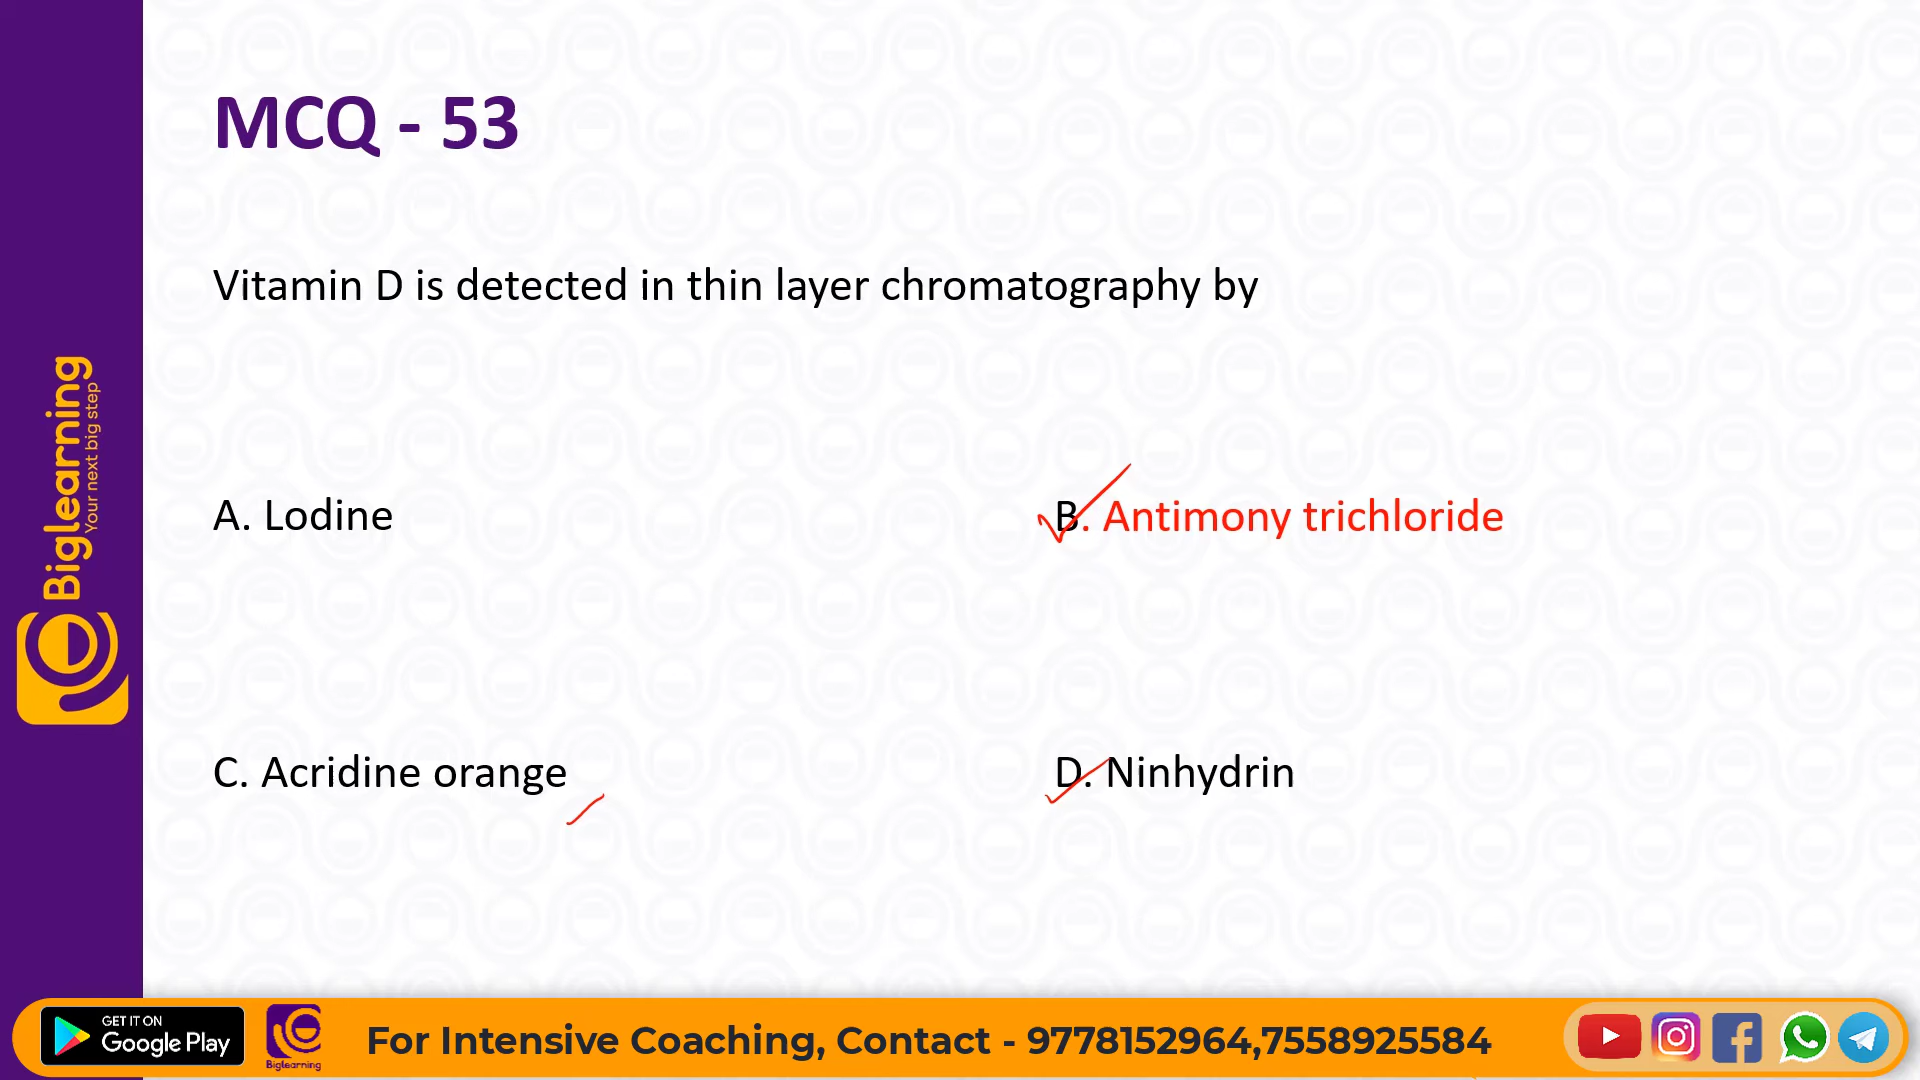 MCQ - 53
Vitamin D is detected in thin layer chromatography by
A. Lodine
B. Antimony trichloride
C. Acridine orange
D. Ninhydrin
Biglearning
Your next big step
GET IT ON
Google Play
Biglearning
For Intensive Coaching, Contact - 9778152964,7558925584